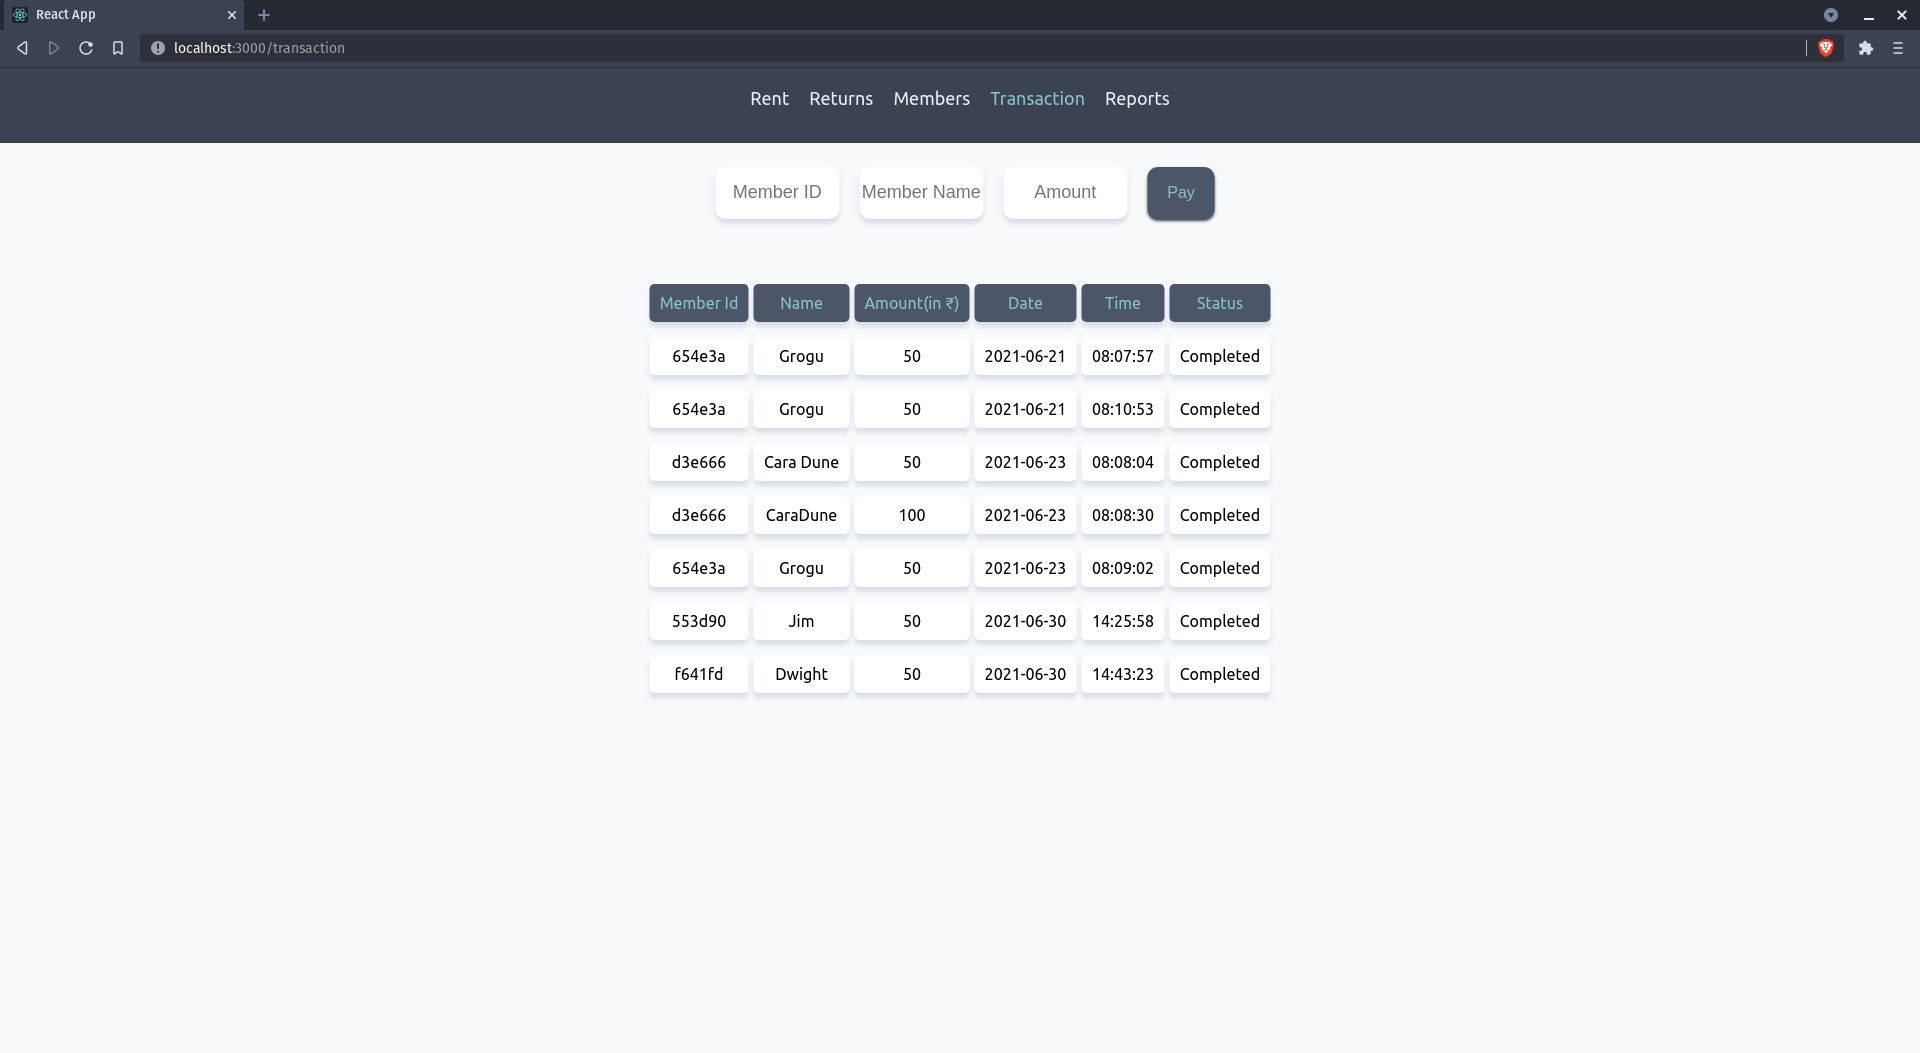 React App
localhost:3000/transaction
Rent Returns Members Transaction Reports
Member ID Member Name Amount Pay
Member Id Name Amount(in ₹) Date Time Status
654e3a Grogu 50 2021-06-21 08:07:57 Completed
654e3a Grogu 50 2021-06-21 08:10:53 Completed
d3e666 Cara Dune 50 2021-06-23 08:08:04 Completed
d3e666 CaraDune 100 2021-06-23 08:08:30 Completed
654e3a Grogu 50 2021-06-23 08:09:02 Completed
553d90 Jim 50 2021-06-30 14:25:58 Completed
f641fd Dwight 50 2021-06-30 14:43:23 Completed